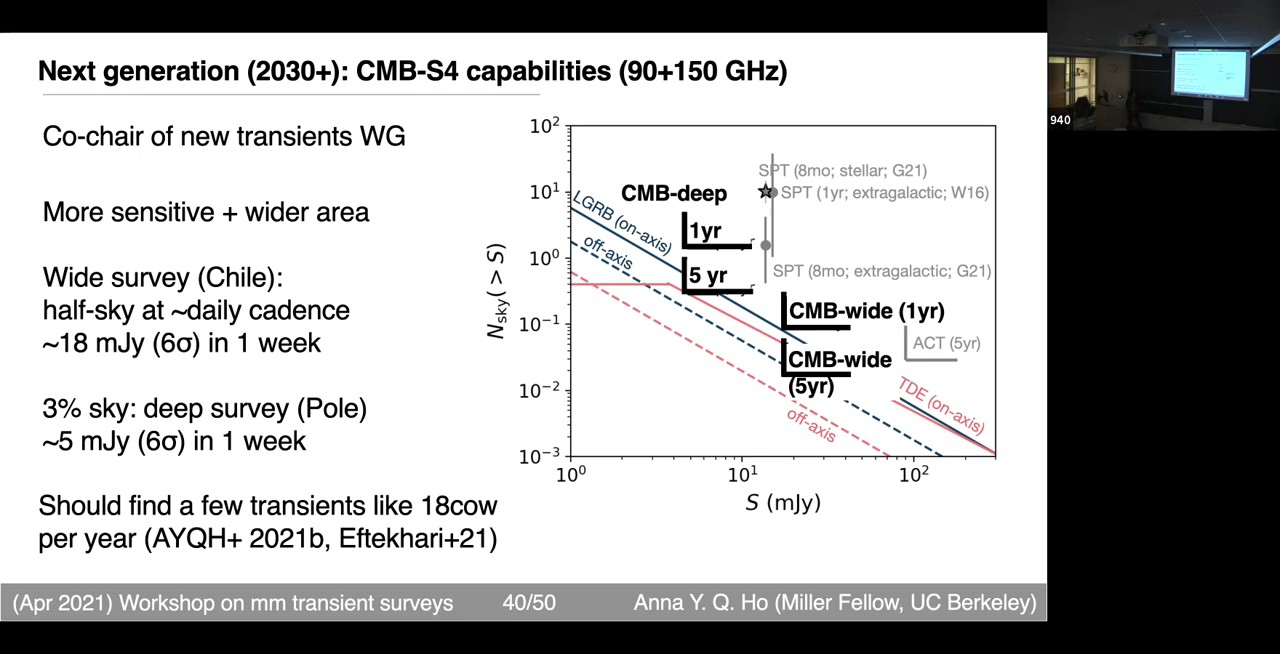 Next generation (2030+): CMB-S4 capabilities (90+150 GHz)
Co-chair of new transients WG
More sensitive + wider area
Wide survey (Chile):
half-sky at ~daily cadence
~18 mJy (6σ) in 1 week
3% sky: deep survey (Pole)
~5 mJy (6σ) in 1 week
Should find a few transients like 18cow
per year (AYQH+ 2021b, Eftekhari+21)
10²
10¹
10⁰
10⁻¹
10⁻²
10⁻³
N_sky( > S)
10⁰
10¹
10²
S (mJy)
LGRB (on-axis)
off-axis
CMB-deep
1yr
5 yr
SPT (8mo; stellar; G21)
SPT (1yr; extragalactic; W16)
SPT (8mo; extragalactic; G21)
CMB-wide (1yr)
ACT (5yr)
CMB-wide
(5yr)
TDE (on-axis)
off-axis
(Apr 2021) Workshop on mm transient surveys
40/50
Anna Y. Q. Ho (Miller Fellow, UC Berkeley)
940